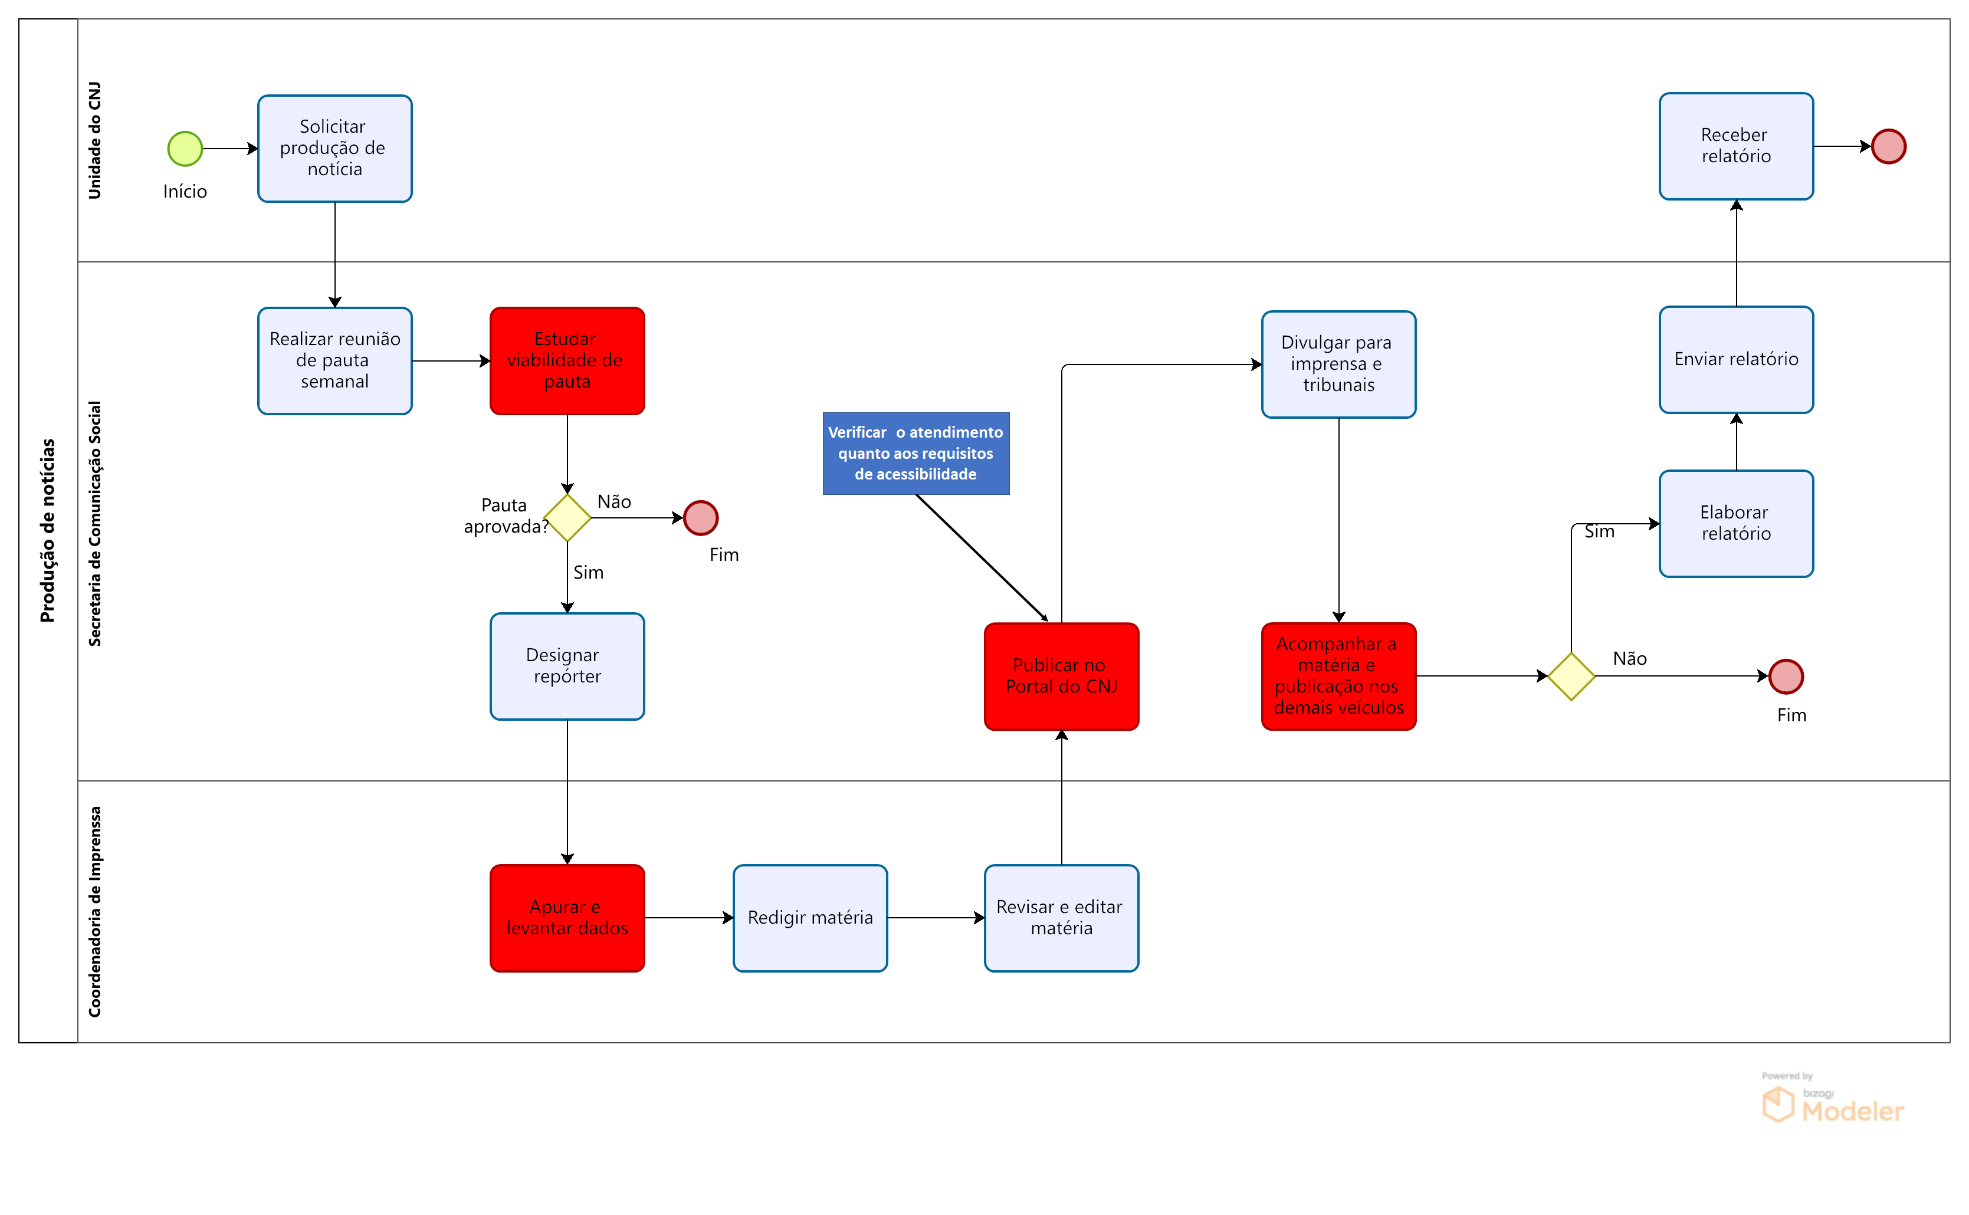 Produção de notícias
Unidade do CNJ
Início
Solicitar
produção de
notícia
Receber
relatório
Secretaria de Comunicação Social
Realizar reunião
de pauta
semanal
Estudar
viabilidade de
pauta
Pauta
aprovada?
Não
Fim
Sim
Designar
repórter
Verificar  o atendimento
quanto aos requisitos
de acessibilidade
Publicar no
Portal do CNJ
Divulgar para
imprensa e
tribunais
Acompanhar a
matéria e
publicação nos
demais veículos
Sim
Não
Fim
Elaborar
relatório
Enviar relatório
Coordenadoria de Imprenssa
Apurar e
levantar dados
Redigir matéria
Revisar e editar
matéria
Powered by
bizagi
Modeler